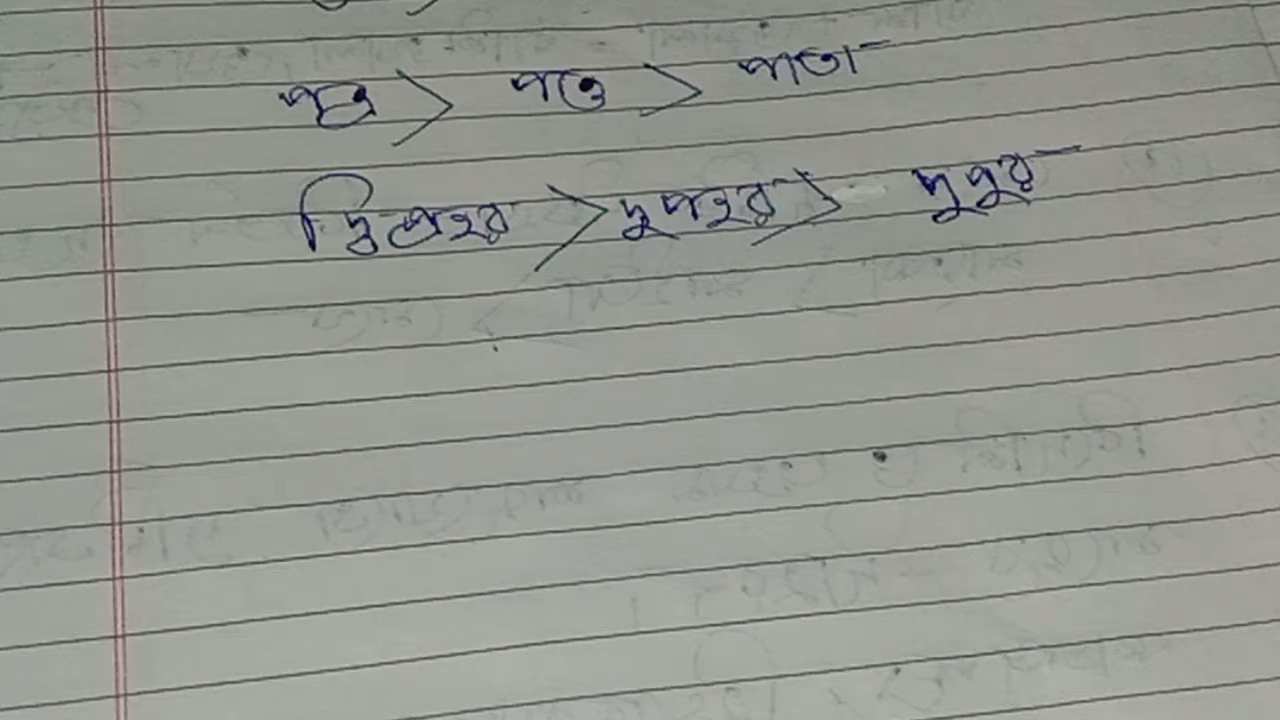 পত্র > পত্ত > পাতা
দ্বিপ্রহর > দুপহর > দুপুর